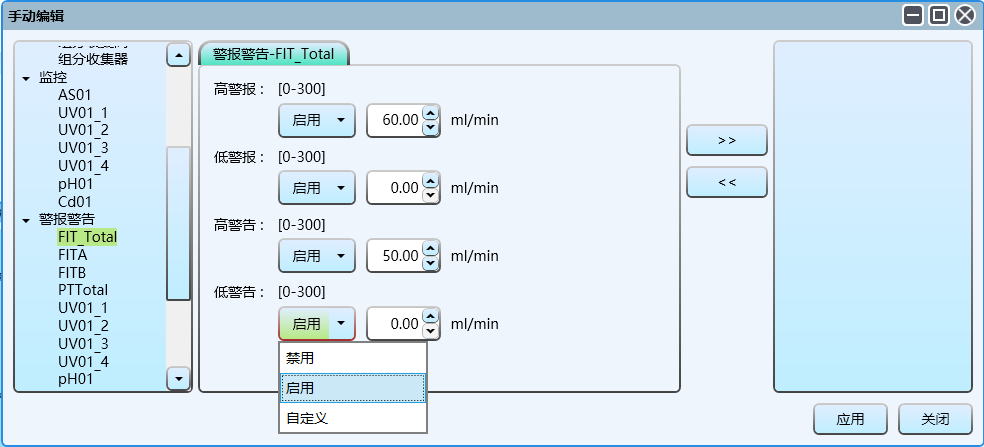 手动编辑
组分收集器
监控
AS01
UV01_1
UV01_2
UV01_3
UV01_4
pH01
Cd01
警报警告
FIT_Total
FITA
FITB
PTTotal
UV01_1
UV01_2
UV01_3
UV01_4
pH01
警报警告-FIT_Total
高警报： [0-300]
启用 60.00 ml/min
低警报： [0-300]
启用 0.00 ml/min
高警告： [0-300]
启用 50.00 ml/min
低警告： [0-300]
启用 0.00 ml/min
禁用
启用
自定义
>>
<<
应用 关闭